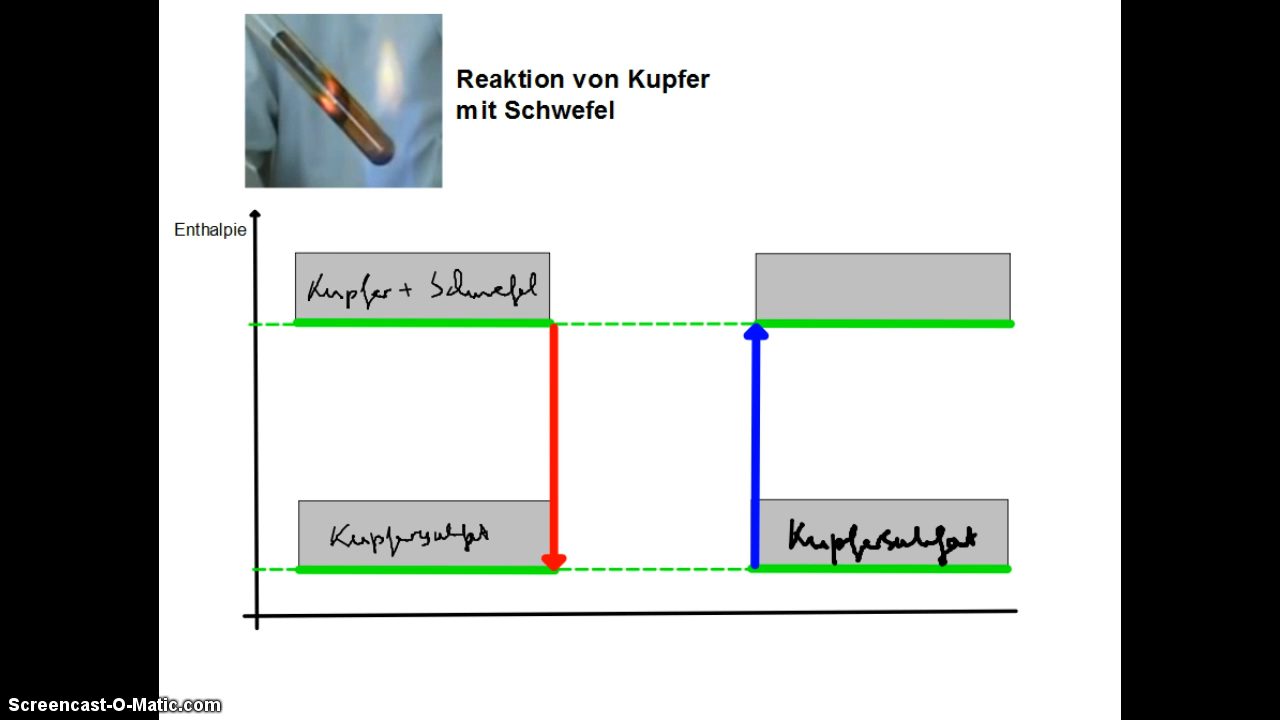 Reaktion von Kupfer
mit Schwefel
Enthalpie
Kupfer + Schwefel
Kupfersulfat
Kupfersulfat
Screencast-O-Matic.com